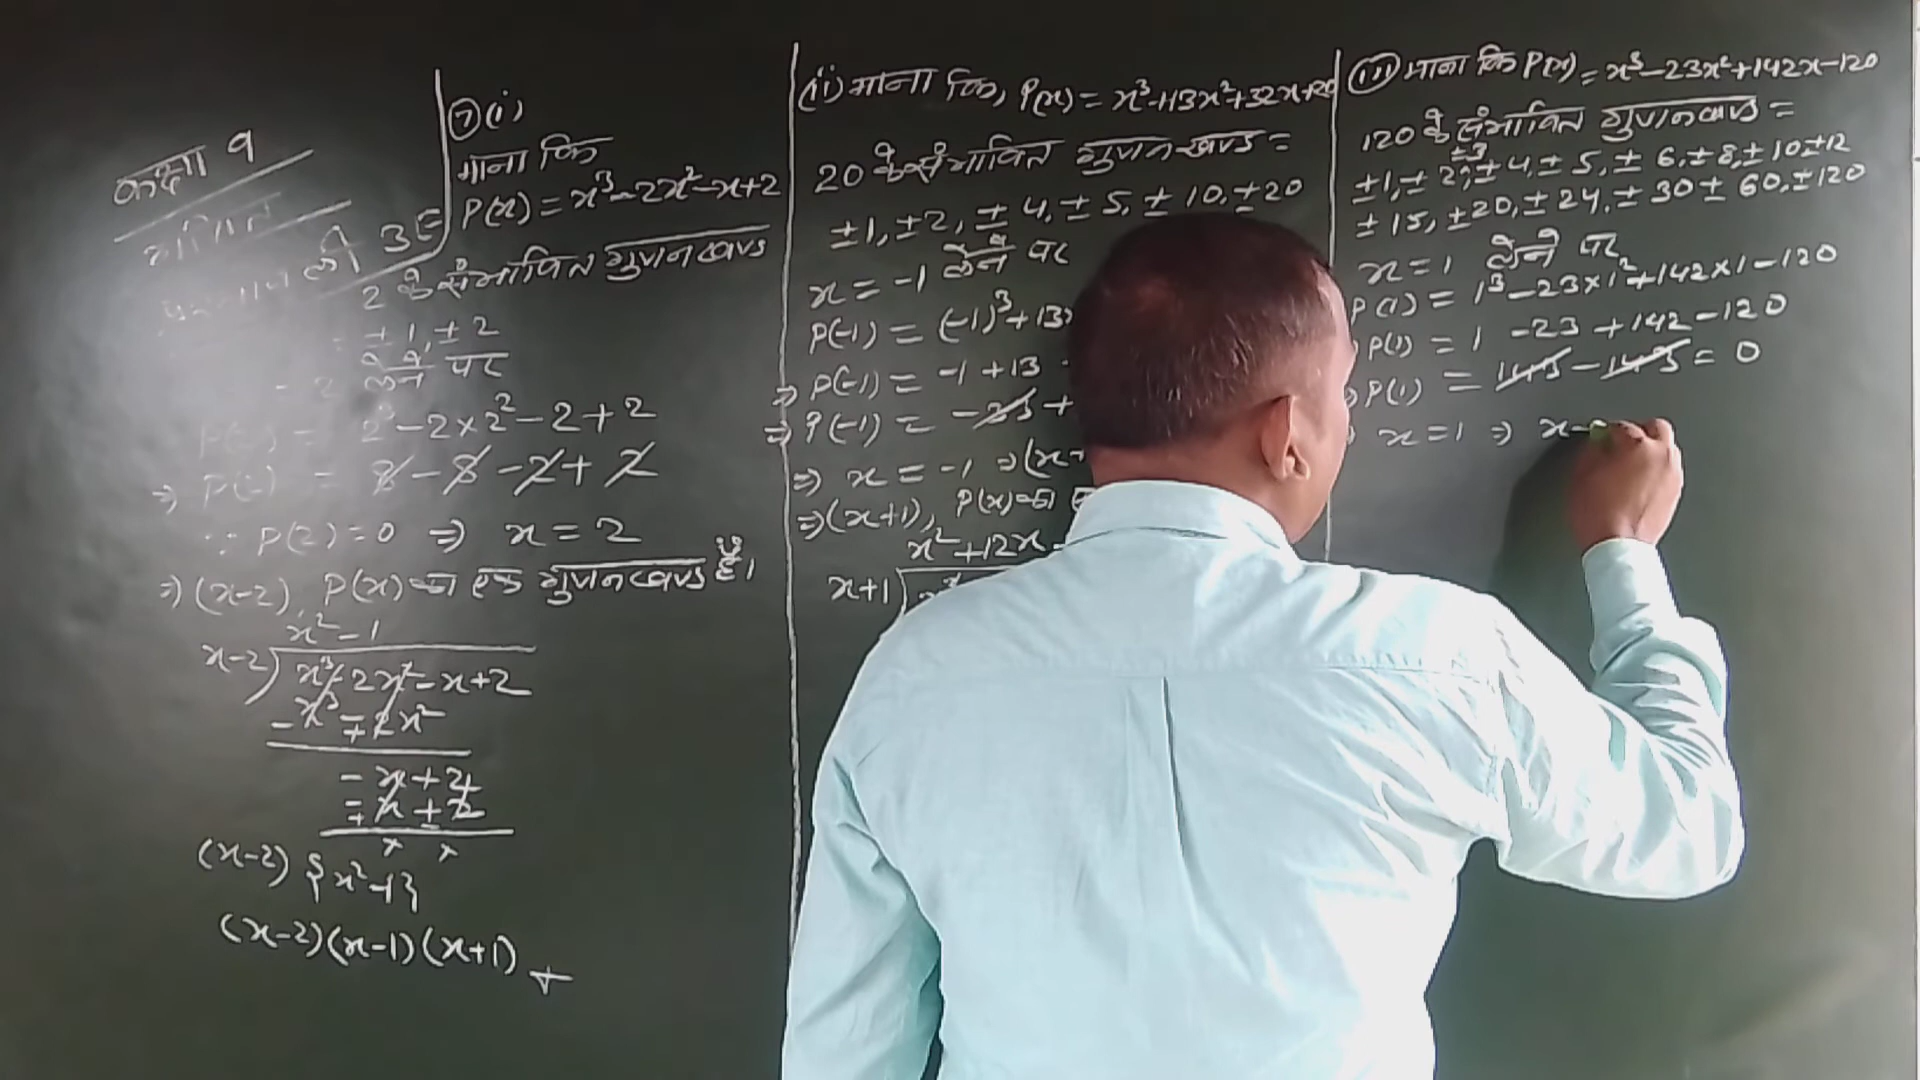 कक्षा 9
गणित
3E
⑦(i)
माना कि
P(x) = x³-2x²-x+2
2 के संभावित गुणनखण्ड
= ±1, ±2
लेने पर
2³-2×2²-2+2
⇒ P(2) = 8-8-2+2
∵ P(2)=0 ⇒ x=2
⇒ (x-2), P(x) का एक गुणनखण्ड है।
x²-1
x-2) x³-2x²-x+2
-x³+-2x²
-x+2
-+x+-2
× ×
(x-2) {x²-1}
(x-2)(x-1)(x+1)
(ii) माना कि, P(x) = x³+13x²+32x+20
20 के संभावित गुणनखण्ड =
±1, ±2, ±4, ±5, ±10, ±20
x = -1 लेने पर
P(-1) = (-1)³+13×
⇒ P(-1) = -1+13
⇒ P(-1) = -33+
⇒ x = -1 ⇒(x+
⇒(x+1), P(x) का
x²+12x
x+1)
(iii) माना कि P(x) = x³-23x²+142x-120
120 के संभावित गुणनखण्ड =
±1, ±2, ±3, ±4, ±5, ±6, ±8, ±10 ±12
±15, ±20, ±24, ±30 ±60, ±120
x = 1 लेने पर
P(1) = 1³-23×1²+142×1-120
P(1) = 1 -23 +142-120
P(1) = 143-143 = 0
x=1 ⇒ x-